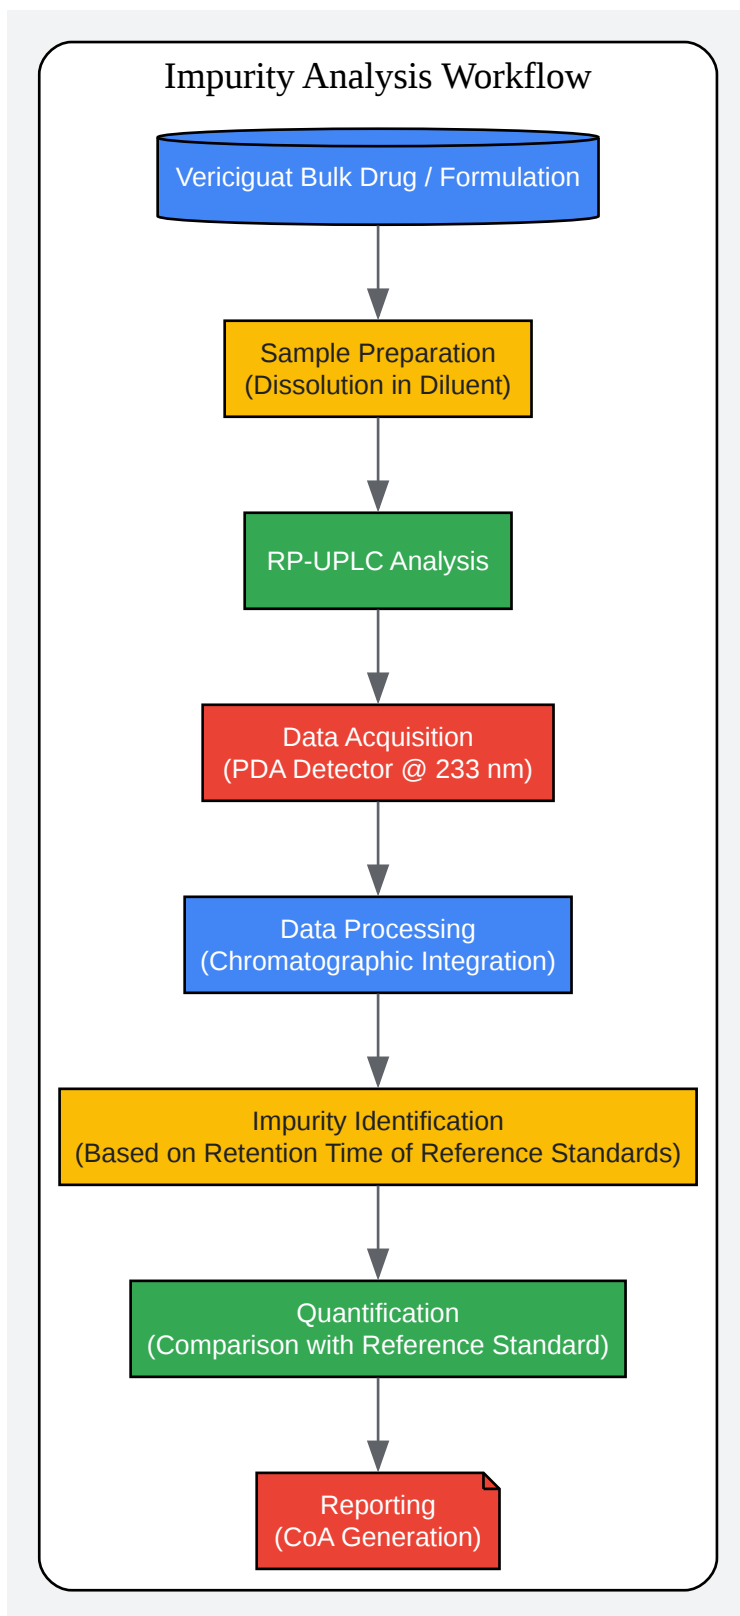 Impurity Analysis Workflow
Vericiguat Bulk Drug / Formulation
Sample Preparation
(Dissolution in Diluent)
RP-UPLC Analysis
Data Acquisition
(PDA Detector @ 233 nm)
Data Processing
(Chromatographic Integration)
Impurity Identification
(Based on Retention Time of Reference Standards)
Quantification
(Comparison with Reference Standard)
Reporting
(CoA Generation)